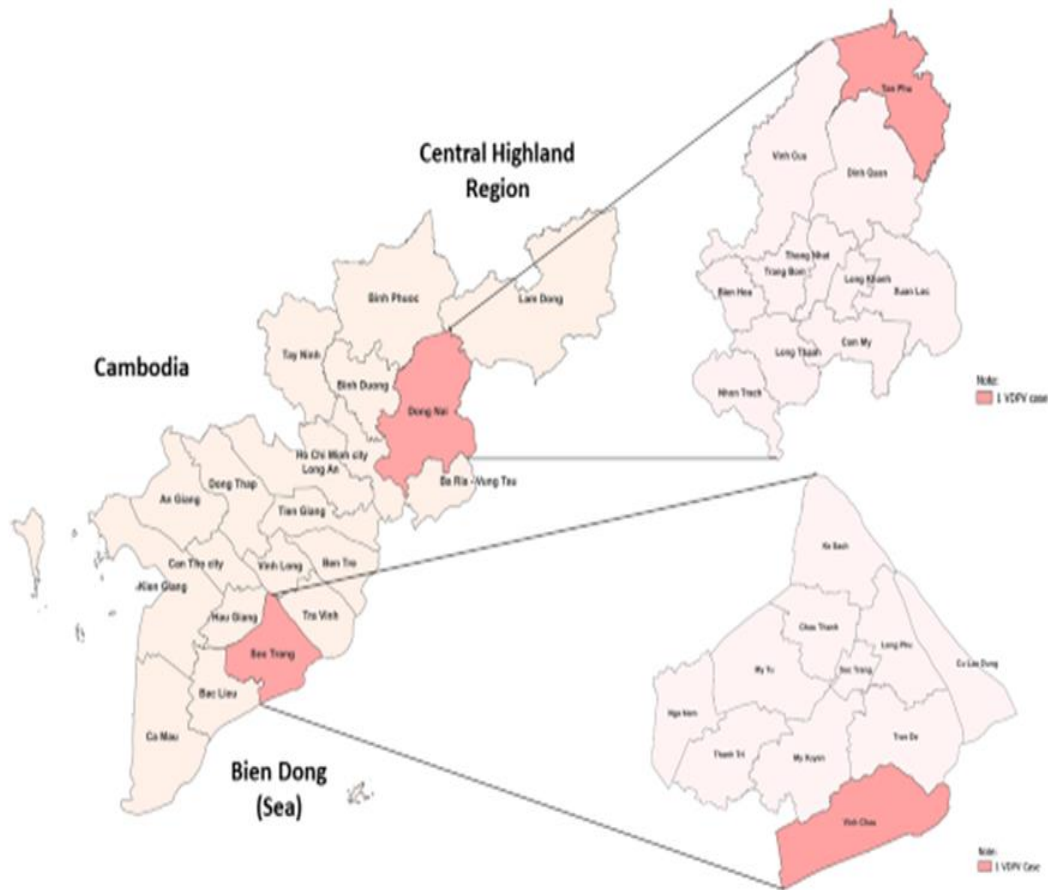 Central Highland
Region
Cambodia
Bien Dong
(Sea)
Binh Phuoc
Lam Dong
Tay Ninh
Binh Duong
Dong Nai
Ho Chi Minh city
Long An
Ba Ria - Vung Tau
Dong Thap
An Giang
Tien Giang
Can Tho city
Vinh Long
Ben Tre
Kien Giang
Hau Giang
Tra Vinh
Soc Trang
Bac Lieu
Ca Mau
Tan Phu
Vinh Cuu
Dinh Quan
Thong Nhat
Trang Bom
Long Khanh
Bien Hoa
Xuan Loc
Long Thanh
Cam My
Nhon Trach
Note:
1 VDPV case
Ke Sach
Chau Thanh
Long Phu
Cu Lao Dung
My Tu
Soc Trang
Nga Nam
Tran De
Thanh Tri
My Xuyen
Vinh Chau
Note:
1 VDPV Case